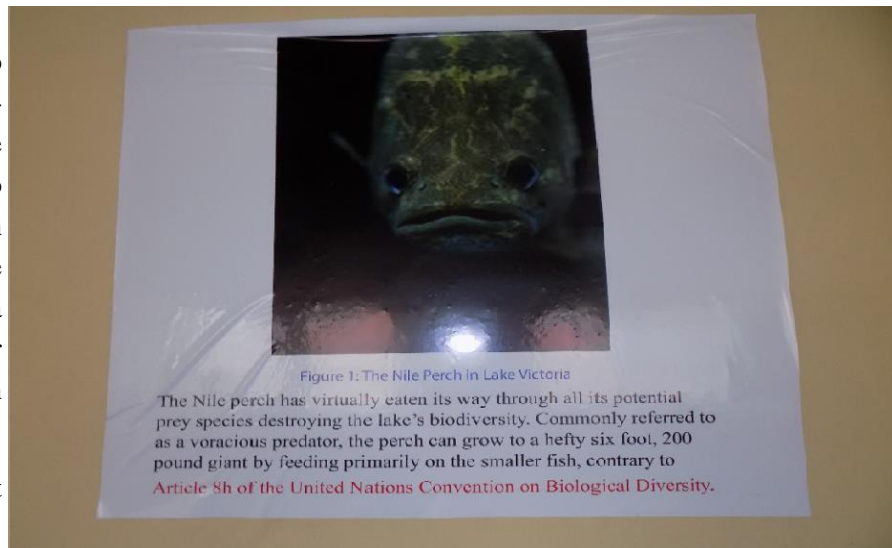 Figure 1: The Nile Perch in Lake Victoria
The Nile perch has virtually eaten its way through all its potential
prey species destroying the lake's biodiversity. Commonly referred to
as a voracious predator, the perch can grow to a hefty six foot, 200
pound giant by feeding primarily on the smaller fish, contrary to
Article 8h of the United Nations Convention on Biological Diversity.